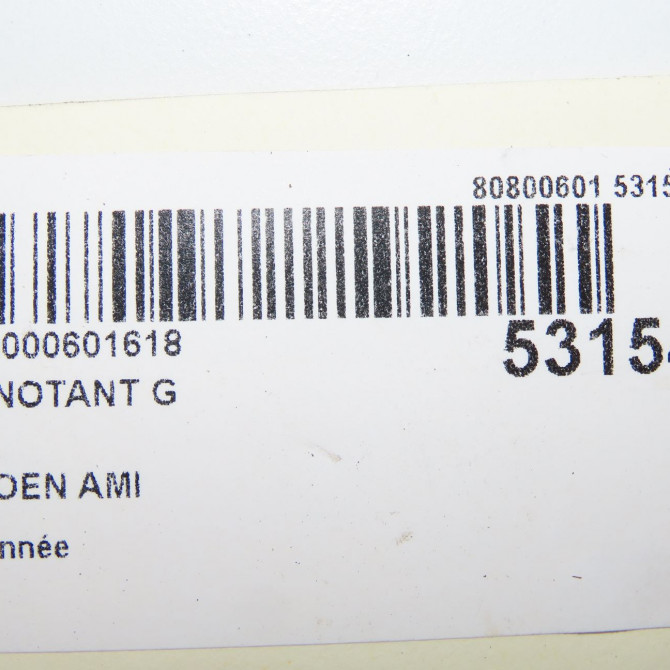 80800601 5315
000601618
5315
NOTANT G
OEN AMI
nnée